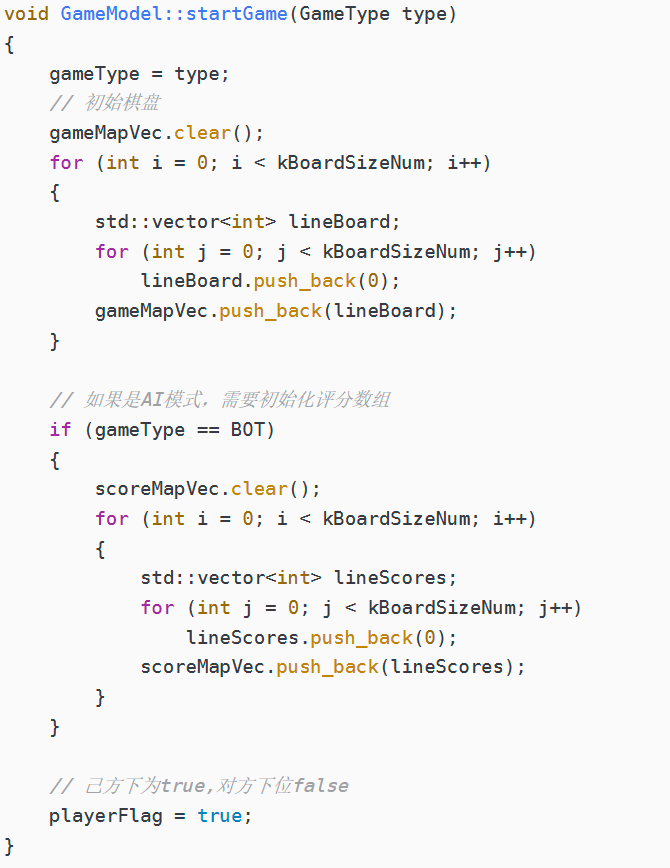 void GameModel::startGame(GameType type)
{
    gameType = type;
    // 初始棋盘
    gameMapVec.clear();
    for (int i = 0; i < kBoardSizeNum; i++)
    {
        std::vector<int> lineBoard;
        for (int j = 0; j < kBoardSizeNum; j++)
            lineBoard.push_back(0);
        gameMapVec.push_back(lineBoard);
    }

    // 如果是AI模式，需要初始化评分数组
    if (gameType == BOT)
    {
        scoreMapVec.clear();
        for (int i = 0; i < kBoardSizeNum; i++)
        {
            std::vector<int> lineScores;
            for (int j = 0; j < kBoardSizeNum; j++)
                lineScores.push_back(0);
            scoreMapVec.push_back(lineScores);
        }
    }

    // 己方下为true,对方下位false
    playerFlag = true;
}